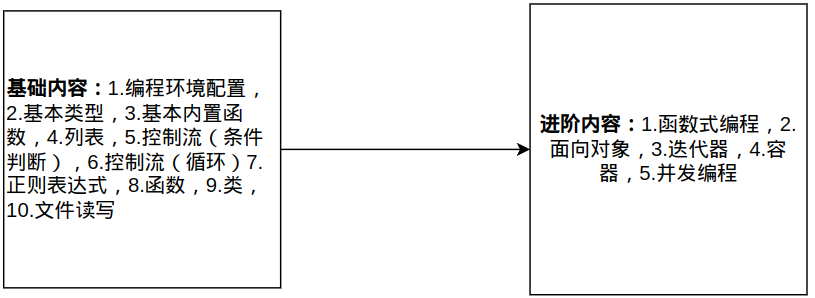 基础内容：1.编程环境配置，
2.基本类型，3.基本内置函
数，4.列表，5.控制流（条件
判断），6.控制流（循环）7.
正则表达式，8.函数，9.类，
10.文件读写
进阶内容：1.函数式编程，2.
面向对象，3.迭代器，4.容
器，5.并发编程